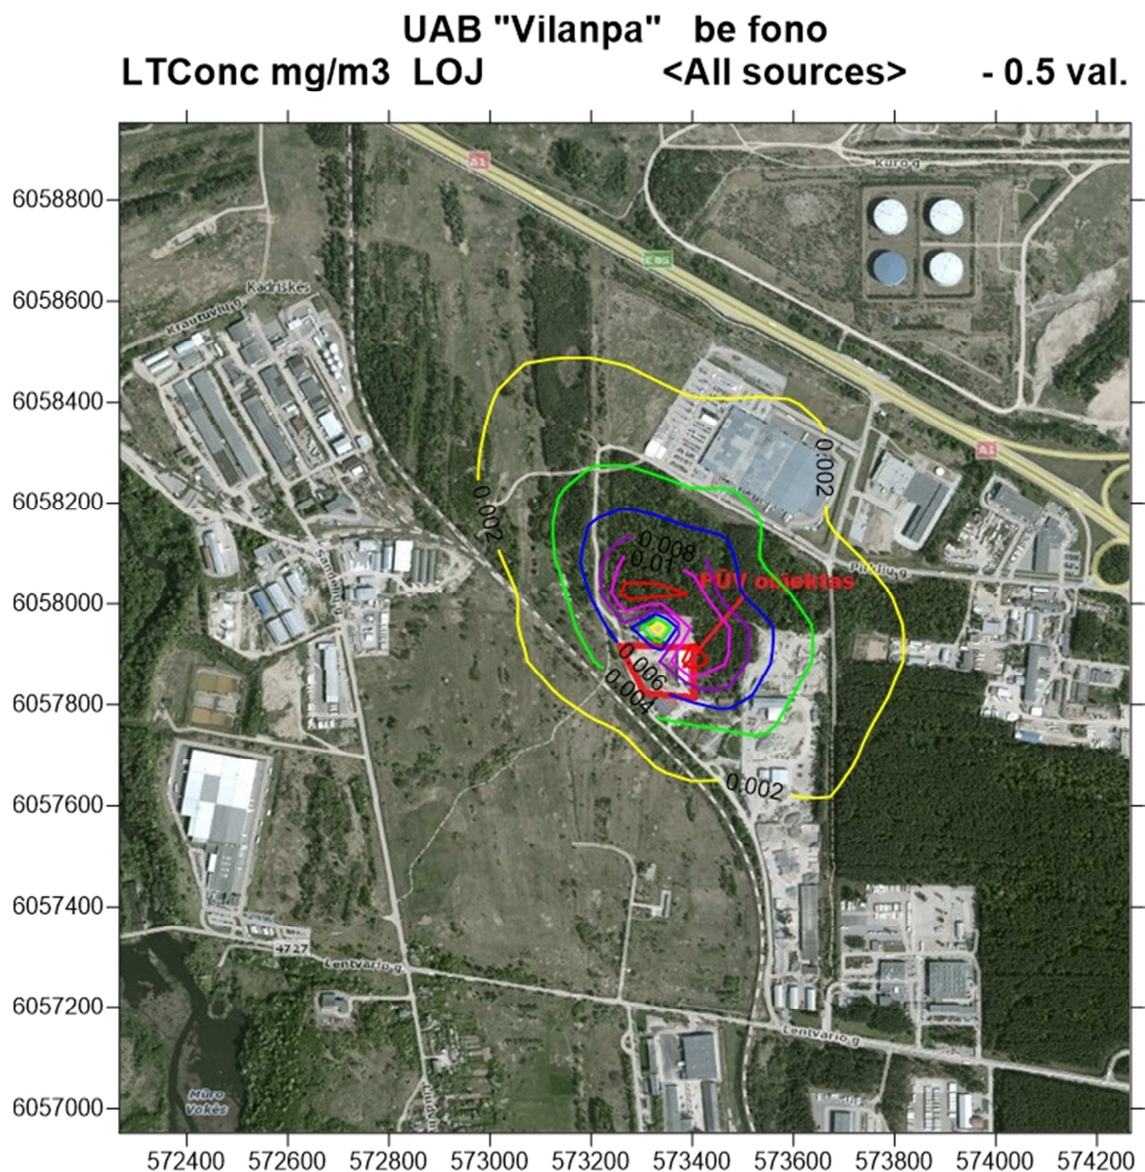 UAB "Vilanpa" be fono
LTConc mg/m3 LOJ <All sources> - 0.5 val.
A1
Kuro g.
6058800
E 85
Kadriškės
6058600
Krautuvių g.
6058400
A1
0.002
0.002
6058200
0.008
0.01
Pūklių g.
PŪV objektas
Sandėlių g.
6058000
0.006
0.004
6057800
0.002
6057600
6057400
4727
Lentvario g.
6057200
Lentvario g.
Mūro
Vokės
6057000
572400 572600 572800 573000 573200 573400 573600 573800 574000 574200